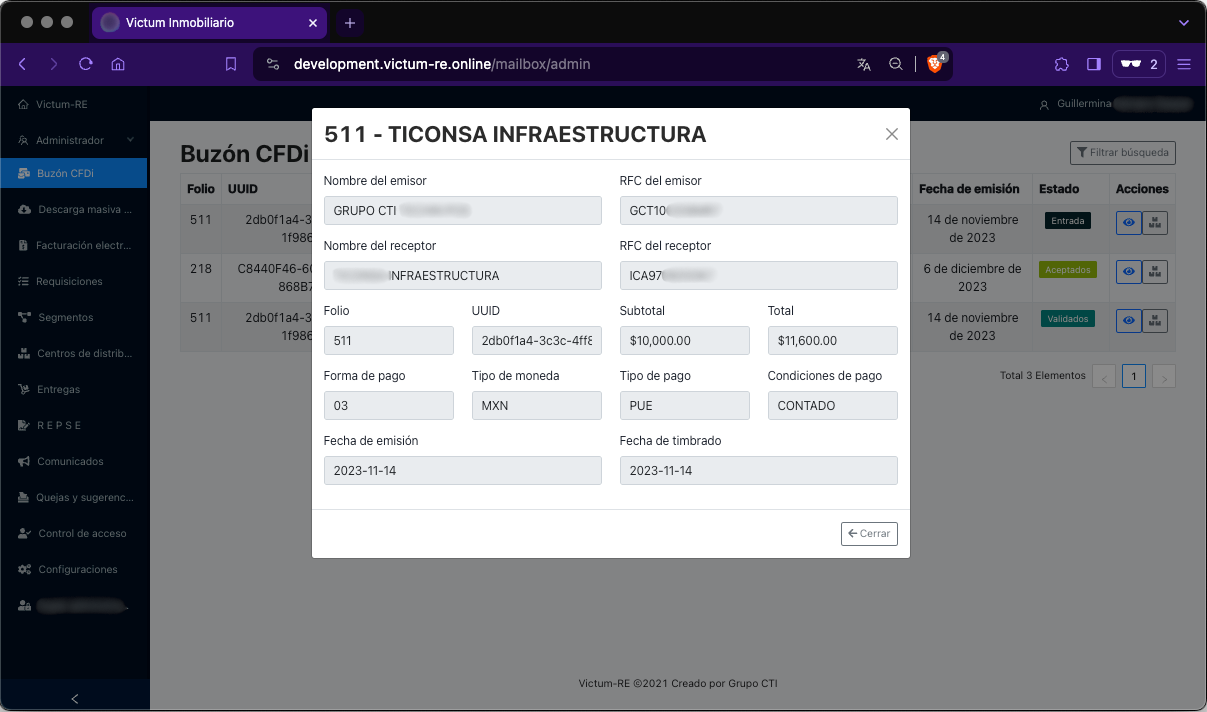 Victum Inmobiliario
development.victum-re.online/mailbox/admin
4
2
Victum-RE
Guillermina
Administrador
Buzón CFDi
Descarga masiva ...
Facturación electr...
Requisiciones
Segmentos
Centros de distrib...
Entregas
R E P S E
Comunicados
Quejas y sugerenc...
Control de acceso
Configuraciones
Buzón CFDi
Filtrar búsqueda
Folio UUID Fecha de emisión Estado Acciones
511 2db0f1a4-3 14 de noviembre Entrada
1f986 de 2023
218 C8440F46-60 6 de diciembre de Aceptados
868B7 2023
511 2db0f1a4-3 14 de noviembre Validados
1f986 de 2023
Total 3 Elementos < 1 >
511 - TICONSA INFRAESTRUCTURA
Nombre del emisor RFC del emisor
GRUPO CTI GCT10
Nombre del receptor RFC del receptor
INFRAESTRUCTURA ICA97
Folio UUID Subtotal Total
511 2db0f1a4-3c3c-4ff8 $10,000.00 $11,600.00
Forma de pago Tipo de moneda Tipo de pago Condiciones de pago
03 MXN PUE CONTADO
Fecha de emisión Fecha de timbrado
2023-11-14 2023-11-14
Cerrar
Victum-RE ©2021 Creado por Grupo CTI